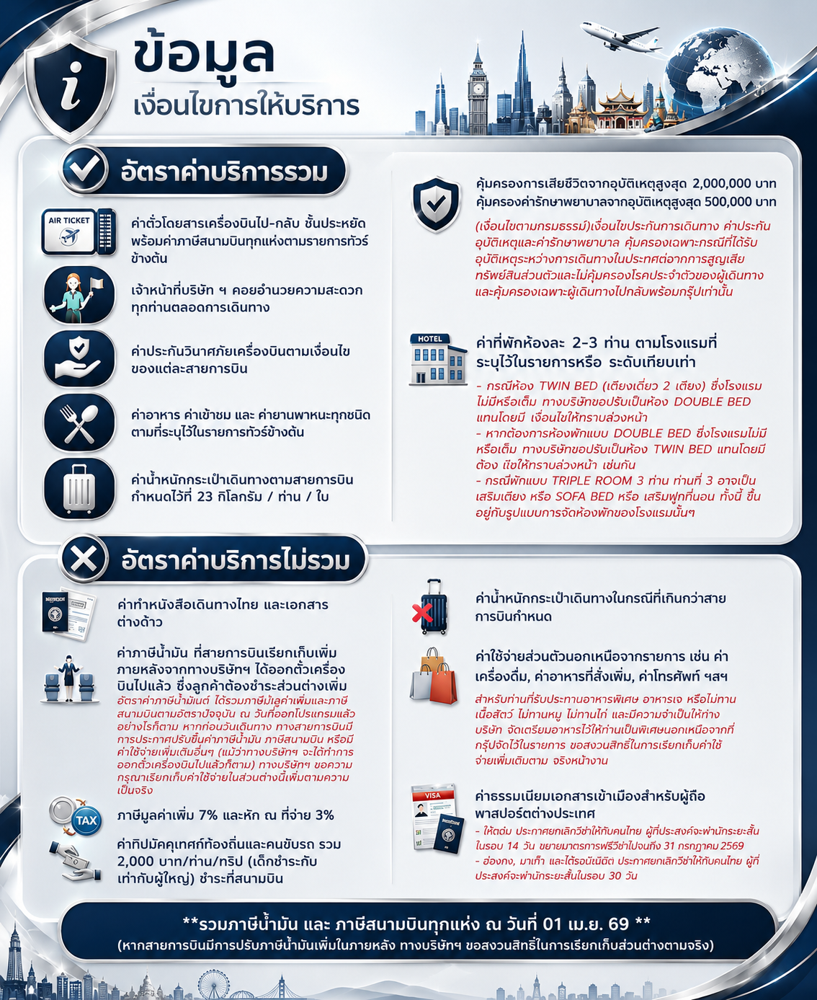 ข้อมูล
เงื่อนไขการให้บริการ
อัตราค่าบริการรวม
AIR TICKET
ค่าตั๋วโดยสารเครื่องบินไป-กลับ ชั้นประหยัด
พร้อมค่าภาษีสนามบินทุกแห่งตามรายการทัวร์
ข้างต้น
เจ้าหน้าที่บริษัท ฯ คอยอำนวยความสะดวก
ทุกท่านตลอดการเดินทาง
ค่าประกันวินาศภัยเครื่องบินตามเงื่อนไข
ของแต่ละสายการบิน
ค่าอาหาร ค่าเข้าชม และ ค่ายานพาหนะทุกชนิด
ตามที่ระบุไว้ในรายการทัวร์ข้างต้น
ค่าน้ำหนักกระเป๋าเดินทางตามสายการบิน
กำหนดไว้ที่ 23 กิโลกรัม / ท่าน / ใบ
คุ้มครองการเสียชีวิตจากอุบัติเหตุสูงสุด 2,000,000 บาท
คุ้มครองค่ารักษาพยาบาลจากอุบัติเหตุสูงสุด 500,000 บาท
(เงื่อนไขตามกรมธรรม์)เงื่อนไขประกันการเดินทาง ค่าประกัน
อุบัติเหตุและค่ารักษาพยาบาล คุ้มครองเฉพาะกรณีที่ได้รับ
อุบัติเหตุระหว่างการเดินทางในประเทศต่อากการสูญเสีย
ทรัพย์สินส่วนตัวและไม่คุ้มครองโรคประจำตัวของผู้เดินทาง
และคุ้มครองเฉพาะผู้เดินทางไปกลับพร้อมกรุ๊ปเท่านั้น
HOTEL
ค่าที่พักห้องละ 2-3 ท่าน ตามโรงแรมที่
ระบุไว้ในรายการหรือ ระดับเทียบเท่า
- กรณีห้อง TWIN BED (เตียงเดี่ยว 2 เตียง) ซึ่งโรงแรม
ไม่มีหรือเต็ม ทางบริษัทขอปรับเป็นห้อง DOUBLE BED
แทนโดยมี เงื่อนไขให้ทราบล่วงหน้า
- หากต้องการห้องพักแบบ DOUBLE BED ซึ่งโรงแรมไม่มี
หรือเต็ม ทางบริษัทขอปรับเป็นห้อง TWIN BED แทนโดยมี
ต้อง ให้ทราบล่วงหน้า เช่นกัน
- กรณีพักแบบ TRIPLE ROOM 3 ท่าน ท่านที่ 3 อาจเป็น
เสริมเตียง หรือ SOFA BED หรือ เสริมฟูกที่นอน ทั้งนี้ ขึ้น
อยู่กับรูปแบบการจัดห้องพักของโรงแรมนั้นๆ
อัตราค่าบริการไม่รวม
ค่าทำหนังสือเดินทางไทย และเอกสาร
ต่างด้าว
ค่าภาษีน้ำมัน ที่สายการบินเรียกเก็บเพิ่ม
ภายหลังจากทางบริษัทฯ ได้ออกตั๋วเครื่อง
บินไปแล้ว ซึ่งลูกค้าต้องชำระส่วนต่างเพิ่ม
อัตราค่าภาษีน้ำมันต์ ได้รวมภาษีมูลค่าเพิ่มและภาษี
สนามบินตามอัตราปัจจุบัน ณ วันที่ออกโปรแกรมแล้ว
อย่างไรก็ตาม หากก่อนวันเดินทาง ทางสายการบินมี
การประกาศปรับขึ้นค่าภาษีน้ำมัน ภาษีสนามบิน หรือมี
ค่าใช้จ่ายเพิ่มเติมอื่นๆ (แม้ว่าทางบริษัทฯ จะได้ทำการ
ออกตั๋วเครื่องบินไปแล้วก็ตาม) ทางบริษัทฯ ขอความ
กรุณาเรียกเก็บค่าใช้จ่ายในส่วนต่างนี้เพิ่มตามความ
เป็นจริง
TAX
ภาษีมูลค่าเพิ่ม 7% และหัก ณ ที่จ่าย 3%
ค่าทิปมัคคุเทศก์ท้องถิ่นและคนขับรถ รวม
2,000 บาท/ท่าน/ทริป (เด็กชำระกับ
เท่ากับผู้ใหญ่) ชำระที่สนามบิน
ค่าน้ำหนักกระเป๋าเดินทางในกรณีที่เกินกว่าสาย
การบินกำหนด
ค่าใช้จ่ายส่วนตัวนอกเหนือจากรายการ เช่น ค่า
เครื่องดื่ม, ค่าอาหารที่สั่งเพิ่ม, ค่าโทรศัพท์ ฯสฯ
สำหรับท่านที่รับประทานอาหารพิเศษ อาหารเจ หรือไม่ทาน
เนื้อสัตว์ ไม่ทานหมู ไม่ทานไก่ และมีความจำเป็นให้ท่าง
บริษัท จัดเตรียมอาหารไว้ให้ท่านเป็นพิเศษนอกเหนือจากที่
กรุ๊ปจัดไว้ในรายการ ขอสงวนสิทธิ์ในการเรียกเก็บค่าใช้
จ่ายเพิ่มเติมตาม จริงหน้างาน
VISA
ค่าธรรมเนียมเอกสารเข้าเมืองสำหรับผู้ถือ
พาสปอร์ตต่างประเทศ
- ให้ตต่ม ประกาศยกเลิกวีซ่าให้กับคนไทย ผู้ที่ประสงค์จะพำนักระยะสั้น
ในรอบ 14 วัน ขยายมาตรการฟรีวีซ่าไปจนถึง 31 กรกฎาคม 2569
- ฮ่องกง, มาเก๊า และ ประกาศยกเลิกวีซ่าให้กับคนไทย ผู้ที่
ประสงค์จะพำนักระยะสั้นในรอบ 30 วัน
**รวมภาษีน้ำมัน และ ภาษีสนามบินทุกแห่ง ณ วันที่ 01 เม.ย. 69 **
(หากสายการบินมีการปรับภาษีน้ำมันเพิ่มในภายหลัง ทางบริษัทฯ ขอสงวนสิทธิ์ในการเรียกเก็บส่วนต่างตามจริง)